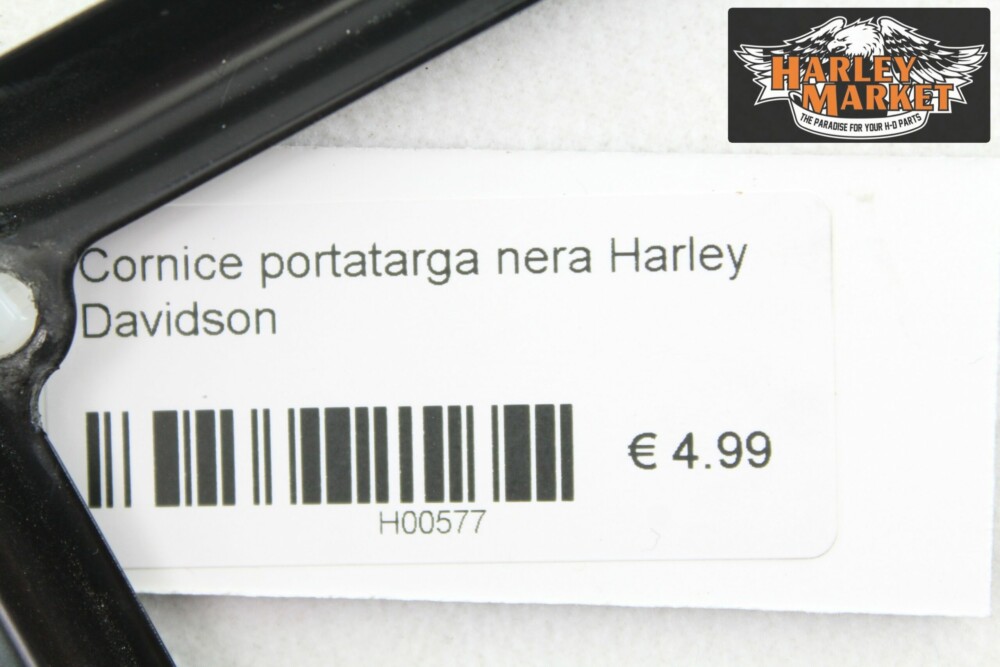 HARLEY
MARKET
THE PARADISE FOR YOUR H-D PARTS
Cornice portatarga nera Harley
Davidson
€ 4.99
H00577